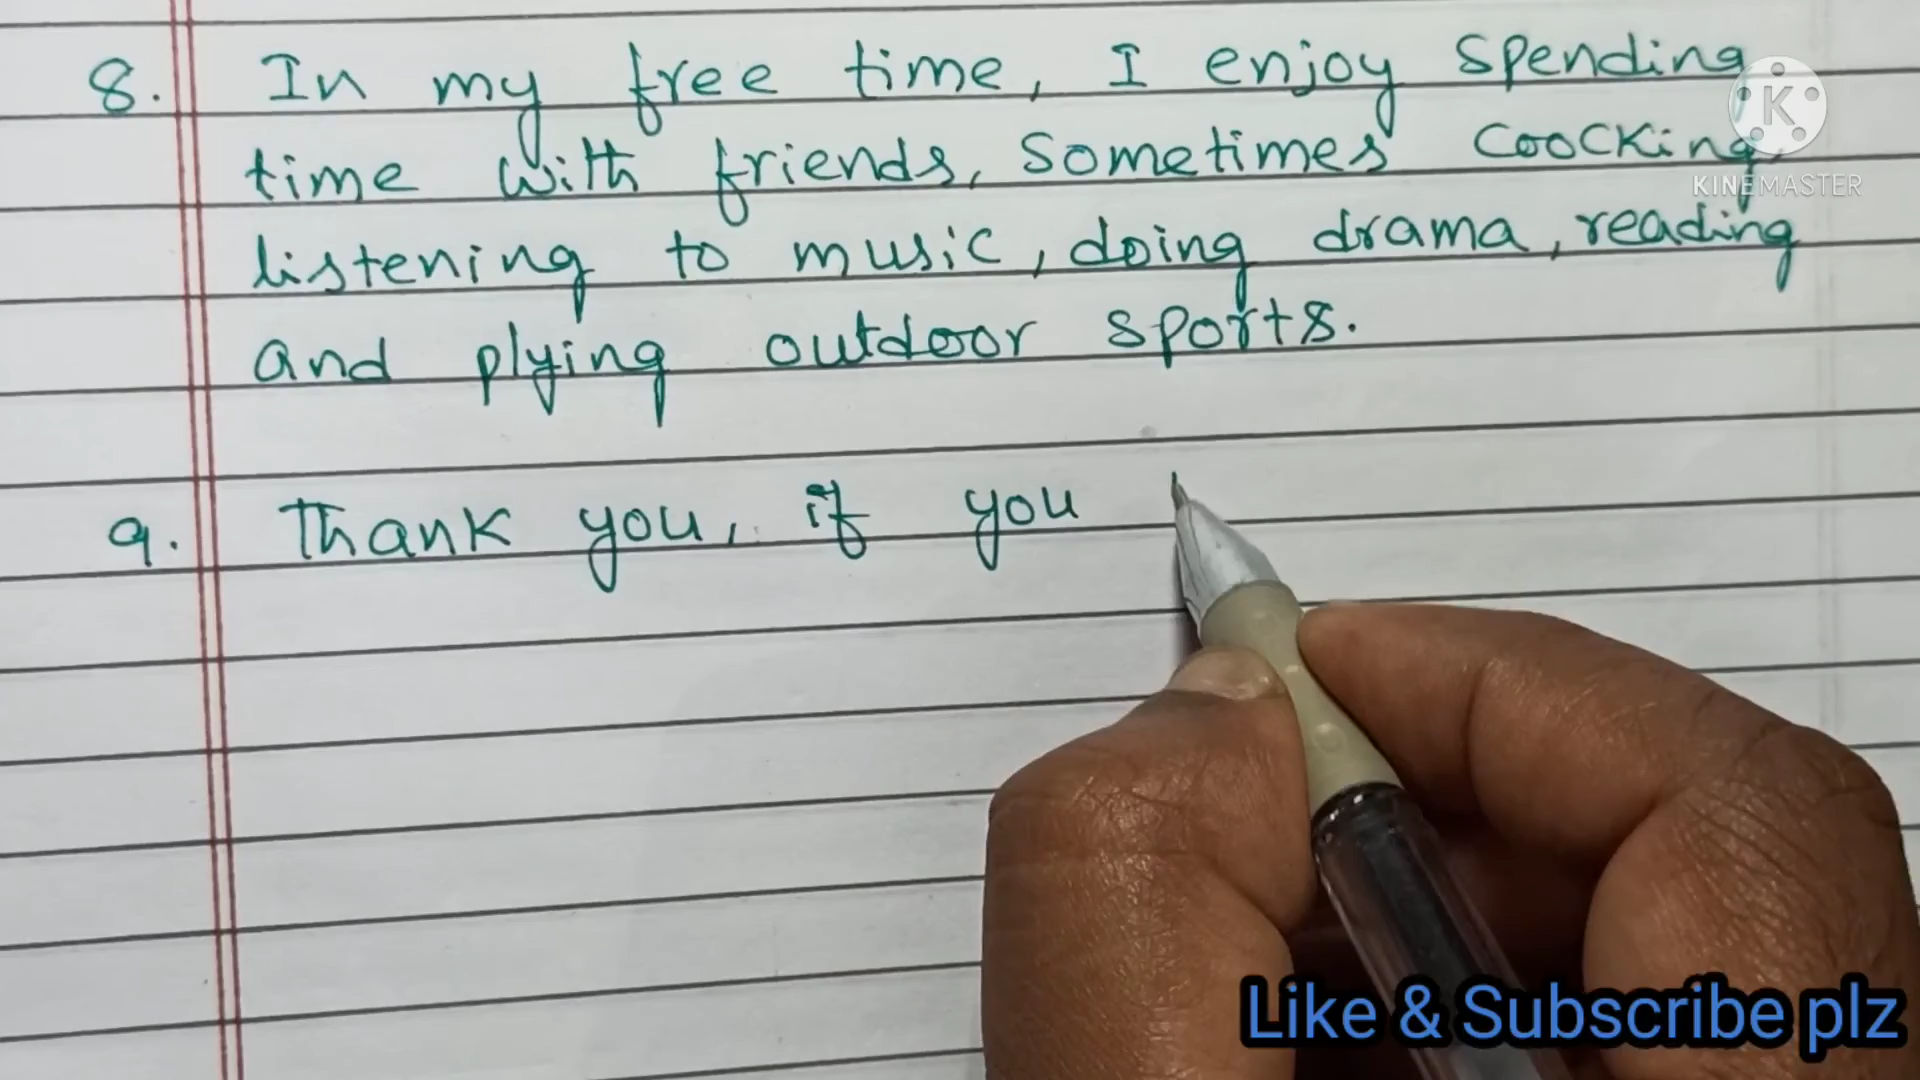 8. In my free time, I enjoy spending
time with friends, sometimes coocking,
listening to music, doing drama, reading
and plying outdoor sports.
9. Thank you, if you
KINEMASTER
Like & Subscribe plz